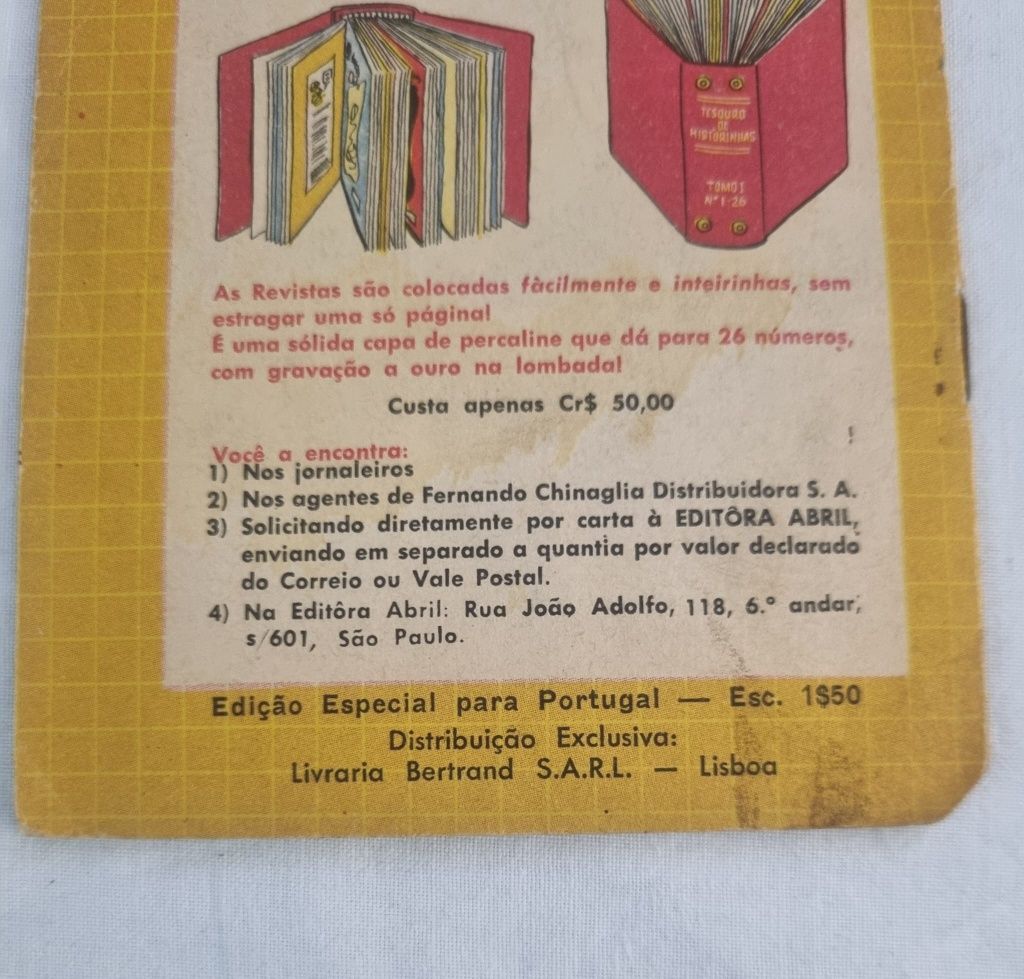 TESOURO
DE
HISTORINHAS
TOMO I
Nº 1-26
As Revistas são colocadas fàcilmente e inteirinhas, sem
estragar uma só página!
É uma sólida capa de percaline que dá para 26 números,
com gravação a ouro na lombada!
Custa apenas Cr$ 50,00
Você a encontra:
1) Nos jornaleiros
2) Nos agentes de Fernando Chinaglia Distribuidora S. A.
3) Solicitando diretamente por carta à EDITÔRA ABRIL,
enviando em separado a quantia por valor declarado
do Correio ou Vale Postal.
4) Na Editôra Abril: Rua João Adolfo, 118, 6.º andar,
s/601, São Paulo.
Edição Especial para Portugal — Esc. 1$50
Distribuição Exclusiva:
Livraria Bertrand S.A.R.L. — Lisboa